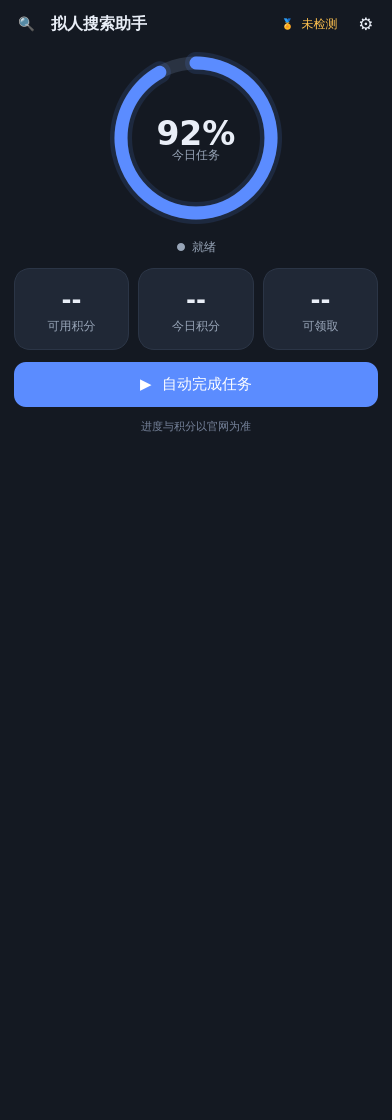 拟人搜索助手
未检测
92%
今日任务
就绪
--
--
--
可用积分
今日积分
可领取
自动完成任务
进度与积分以官网为准